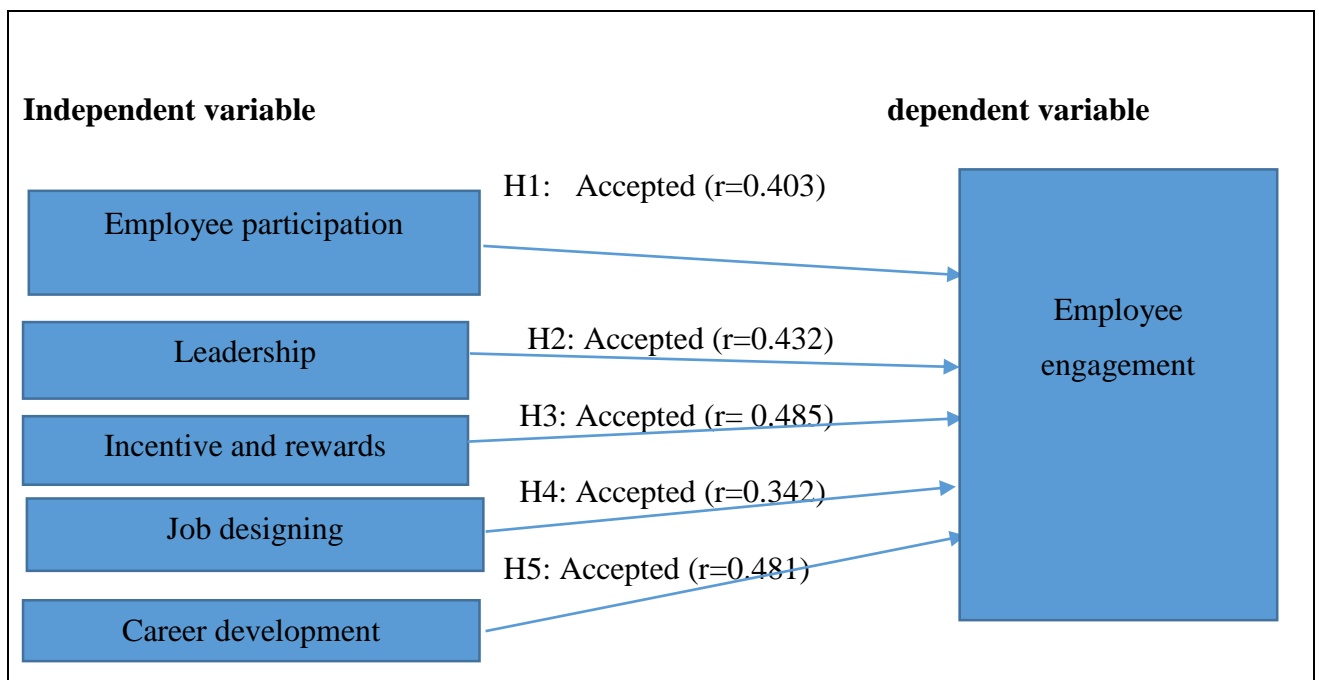 Independent variable
dependent variable
H1: Accepted (r=0.403)
Employee participation
H2: Accepted (r=0.432)
Leadership
Employee
engagement
H3: Accepted (r= 0.485)
Incentive and rewards
H4: Accepted (r=0.342)
Job designing
H5: Accepted (r=0.481)
Career development